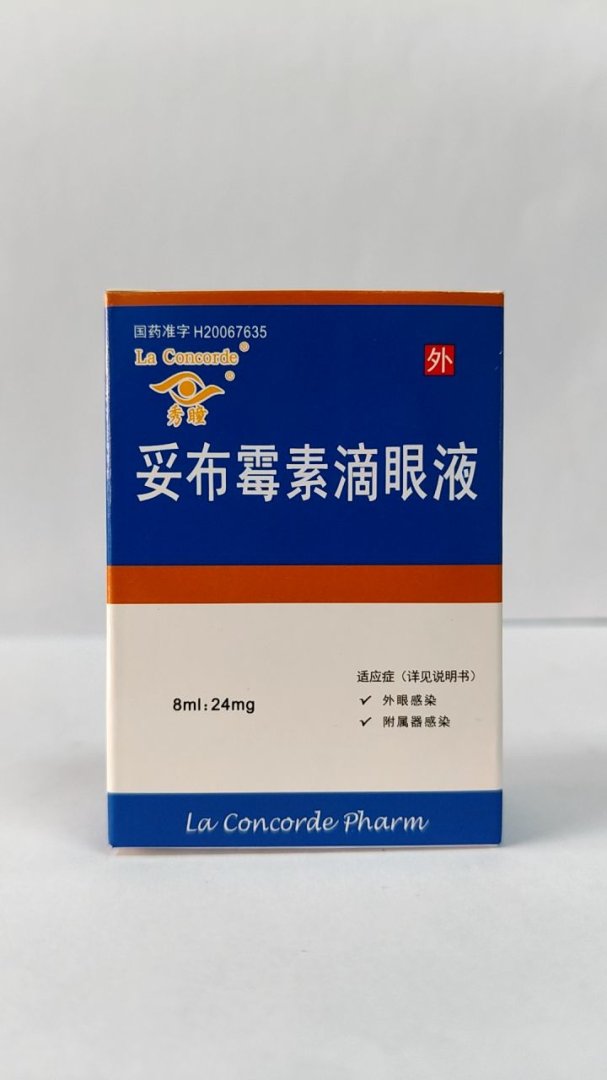 国药准字 H20067635
La Concorde®
外
®
秀瞳
妥布霉素滴眼液
适应症（详见说明书）
8ml:24mg
✓ 外眼感染
✓ 附属器感染
La Concorde Pharm